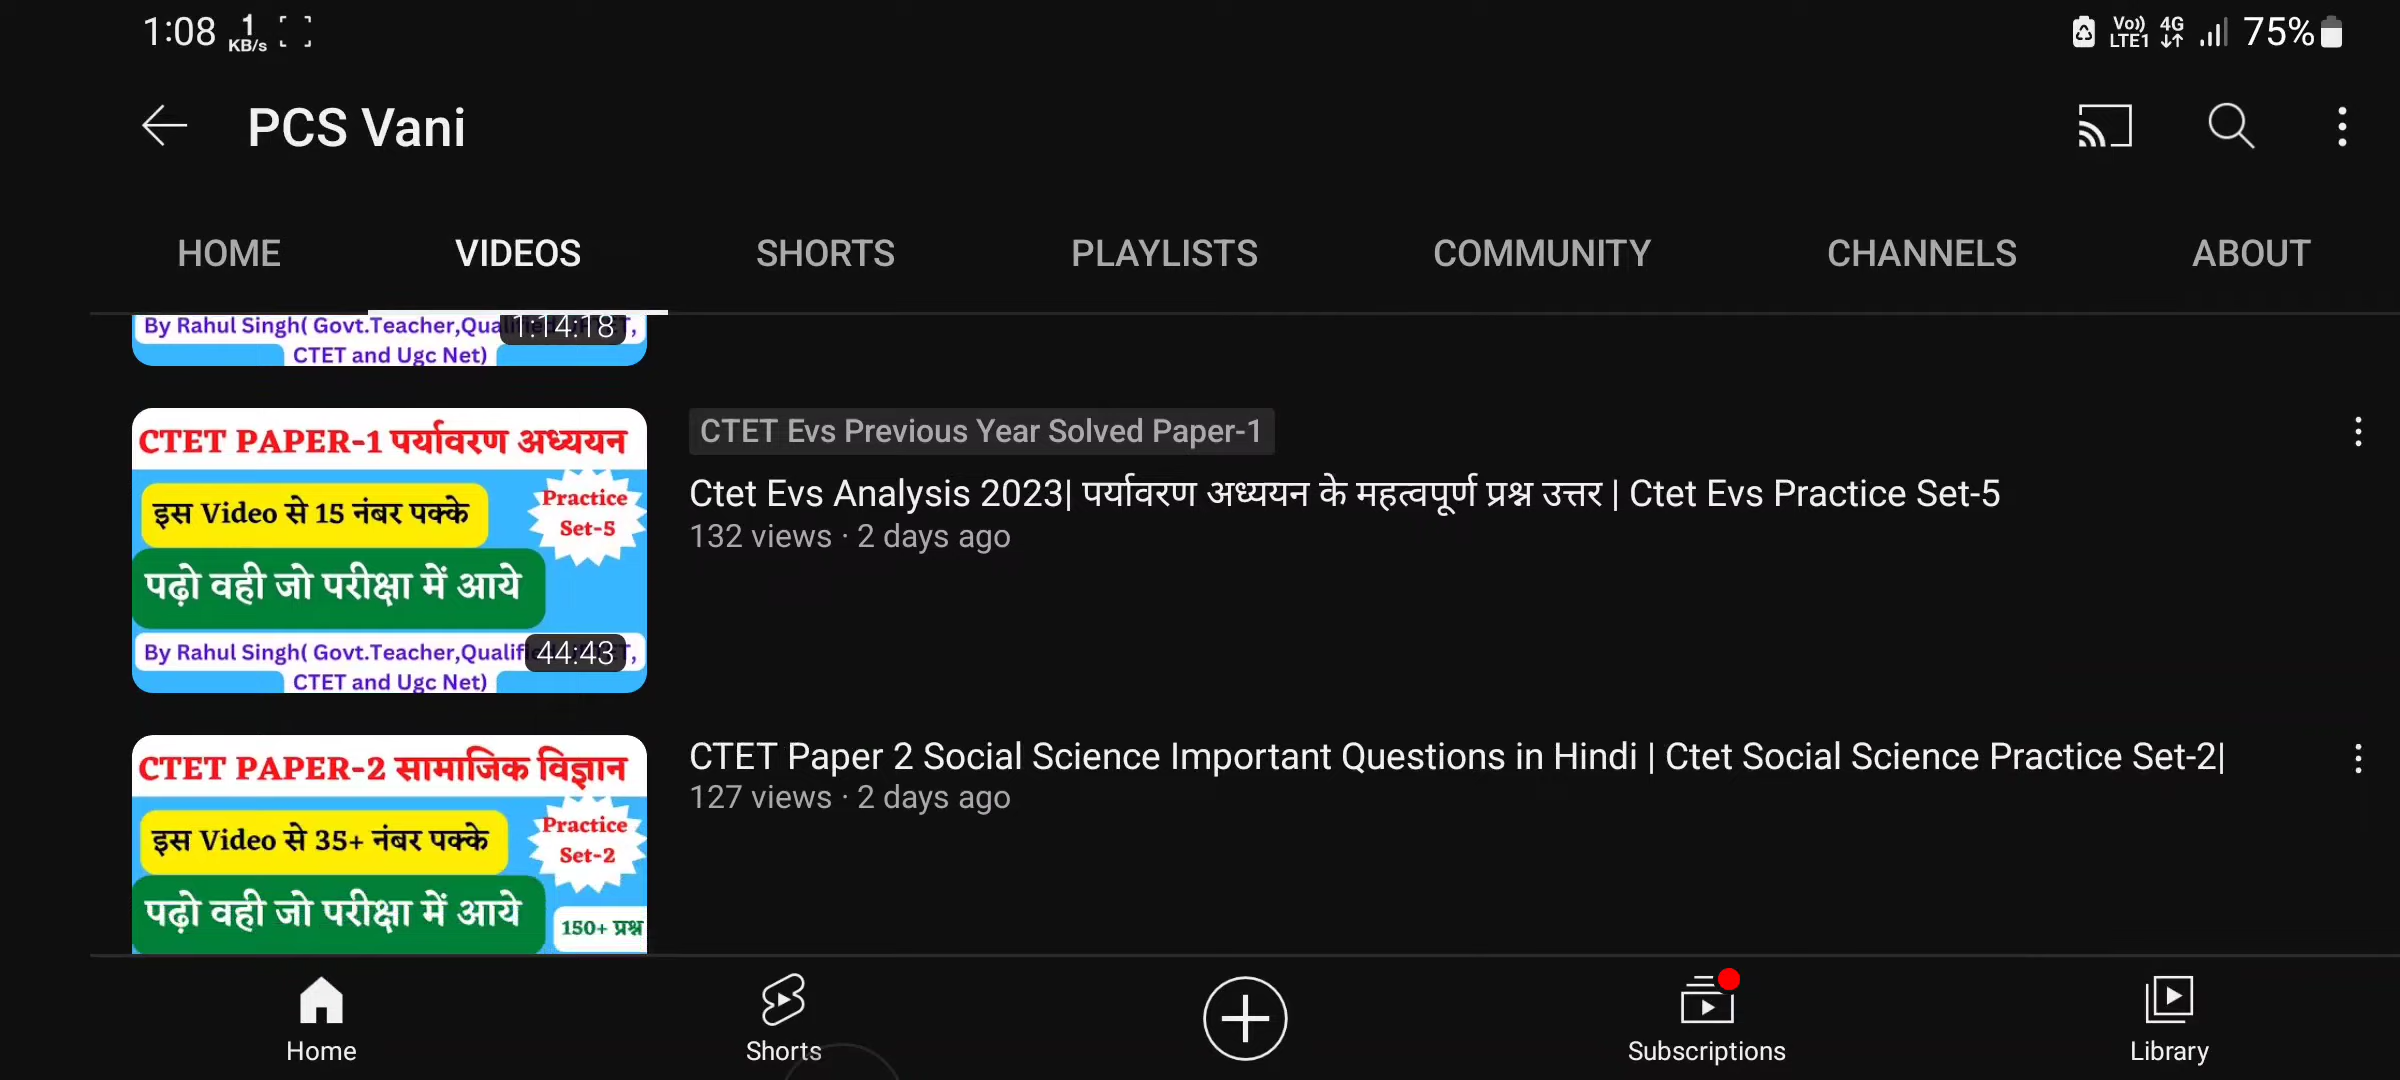 1:08 1 KB/s Vo)) LTE1 4G 75%
PCS Vani
HOME VIDEOS SHORTS PLAYLISTS COMMUNITY CHANNELS ABOUT
By Rahul Singh( Govt.Teacher, 1:14:18
CTET and Ugc Net)
CTET PAPER-1 पर्यावरण अध्ययन
इस Video से 15 नंबर पक्के
Practice
Set-5
पढ़ो वही जो परीक्षा में आये
By Rahul Singh( Govt.Teacher, 44:43
CTET and Ugc Net)
CTET Evs Previous Year Solved Paper-1
Ctet Evs Analysis 2023| पर्यावरण अध्ययन के महत्वपूर्ण प्रश्न उत्तर | Ctet Evs Practice Set-5
132 views · 2 days ago
CTET PAPER-2 सामाजिक विज्ञान
इस Video से 35+ नंबर पक्के
Practice
Set-2
पढ़ो वही जो परीक्षा में आये
150+ प्रश्न
CTET Paper 2 Social Science Important Questions in Hindi | Ctet Social Science Practice Set-2|
127 views · 2 days ago
Home Shorts Subscriptions Library